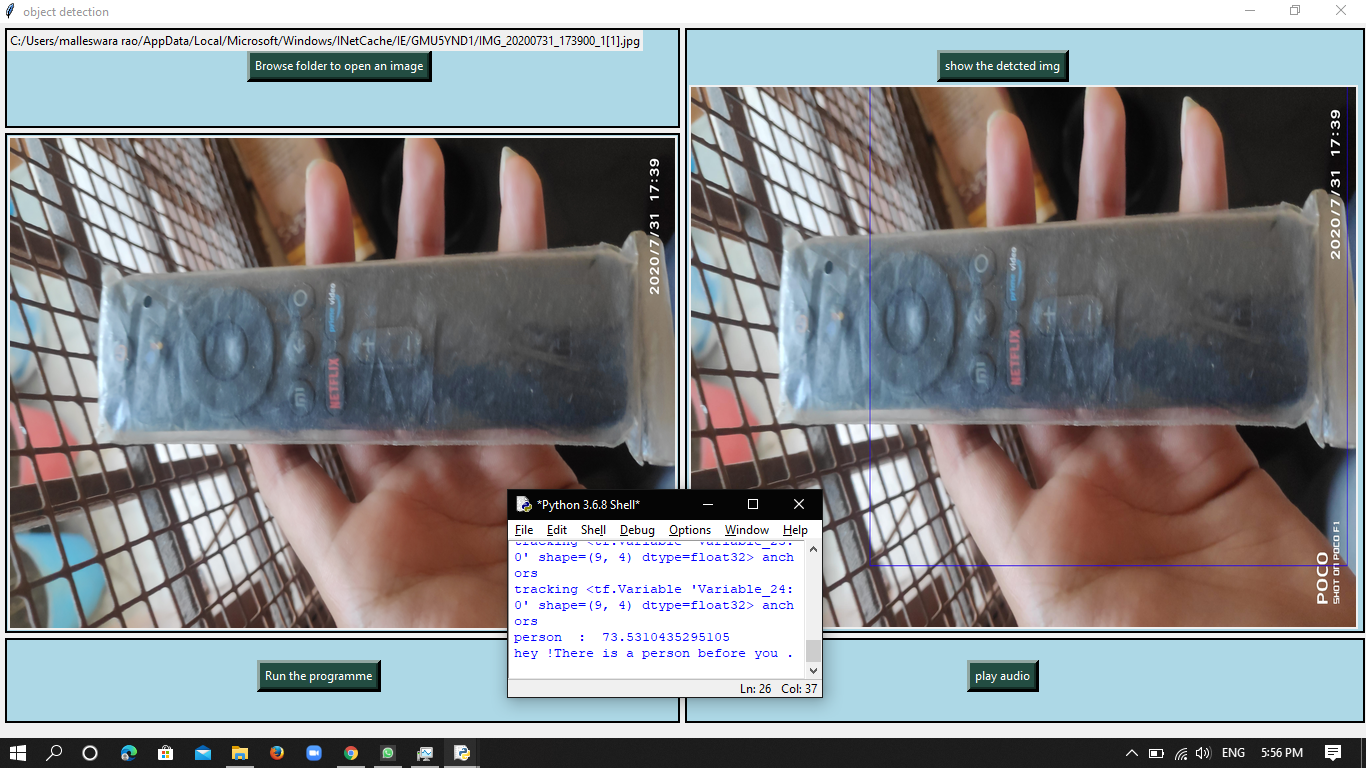 object detection
C:/Users/malleswara rao/AppData/Local/Microsoft/Windows/INetCache/IE/GMU5YND1/IMG_20200731_173900_1[1].jpg
Browse folder to open an image
show the detcted img
2020/7/31 17:39
mi
NETFLIX
prime video
2020/7/31 17:39
mi
NETFLIX
prime video
POCO
SHOT ON POCO F1
*Python 3.6.8 Shell*
File Edit Shell Debug Options Window Help
tracking <tf.Variable 'Variable_23:
0' shape=(9, 4) dtype=float32> anch
ors
tracking <tf.Variable 'Variable_24:
0' shape=(9, 4) dtype=float32> anch
ors
person : 73.5310435295105
hey !There is a person before you .
Ln: 26 Col: 37
Run the programme
play audio
ENG
5:56 PM